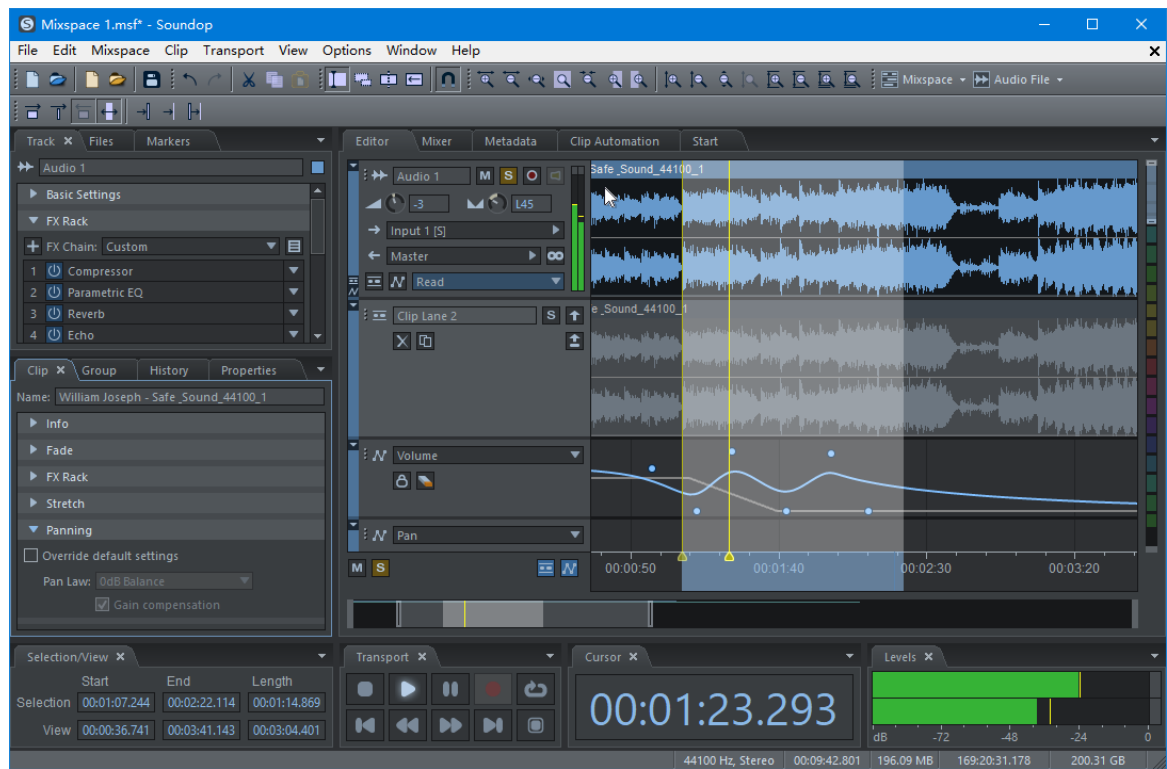 Mixspace 1.msf* - Soundop
File Edit Mixspace Clip Transport View Options Window Help
Mixspace Audio File
Track Files Markers
Audio 1
Basic Settings
FX Rack
FX Chain: Custom
1 Compressor
2 Parametric EQ
3 Reverb
4 Echo
Clip Group History Properties
Name: William Joseph - Safe _Sound_44100_1
Info
Fade
FX Rack
Stretch
Panning
Override default settings
Pan Law: 0dB Balance
Gain compensation
Editor Mixer Metadata Clip Automation Start
Audio 1 M S
-3 L45
Input 1 [S]
Master
Read
Safe _Sound_44100_1
Clip Lane 2 S
e _Sound_44100_1
Volume
Pan
M S
00:00:50 00:01:40 00:02:30 00:03:20
Selection/View
Start End Length
Selection 00:01:07.244 00:02:22.114 00:01:14.869
View 00:00:36.741 00:03:41.143 00:03:04.401
Transport
Cursor
00:01:23.293
Levels
dB -72 -48 -24 0
44100 Hz, Stereo 00:09:42.801 196.09 MB 169:20:31.178 200.31 GB